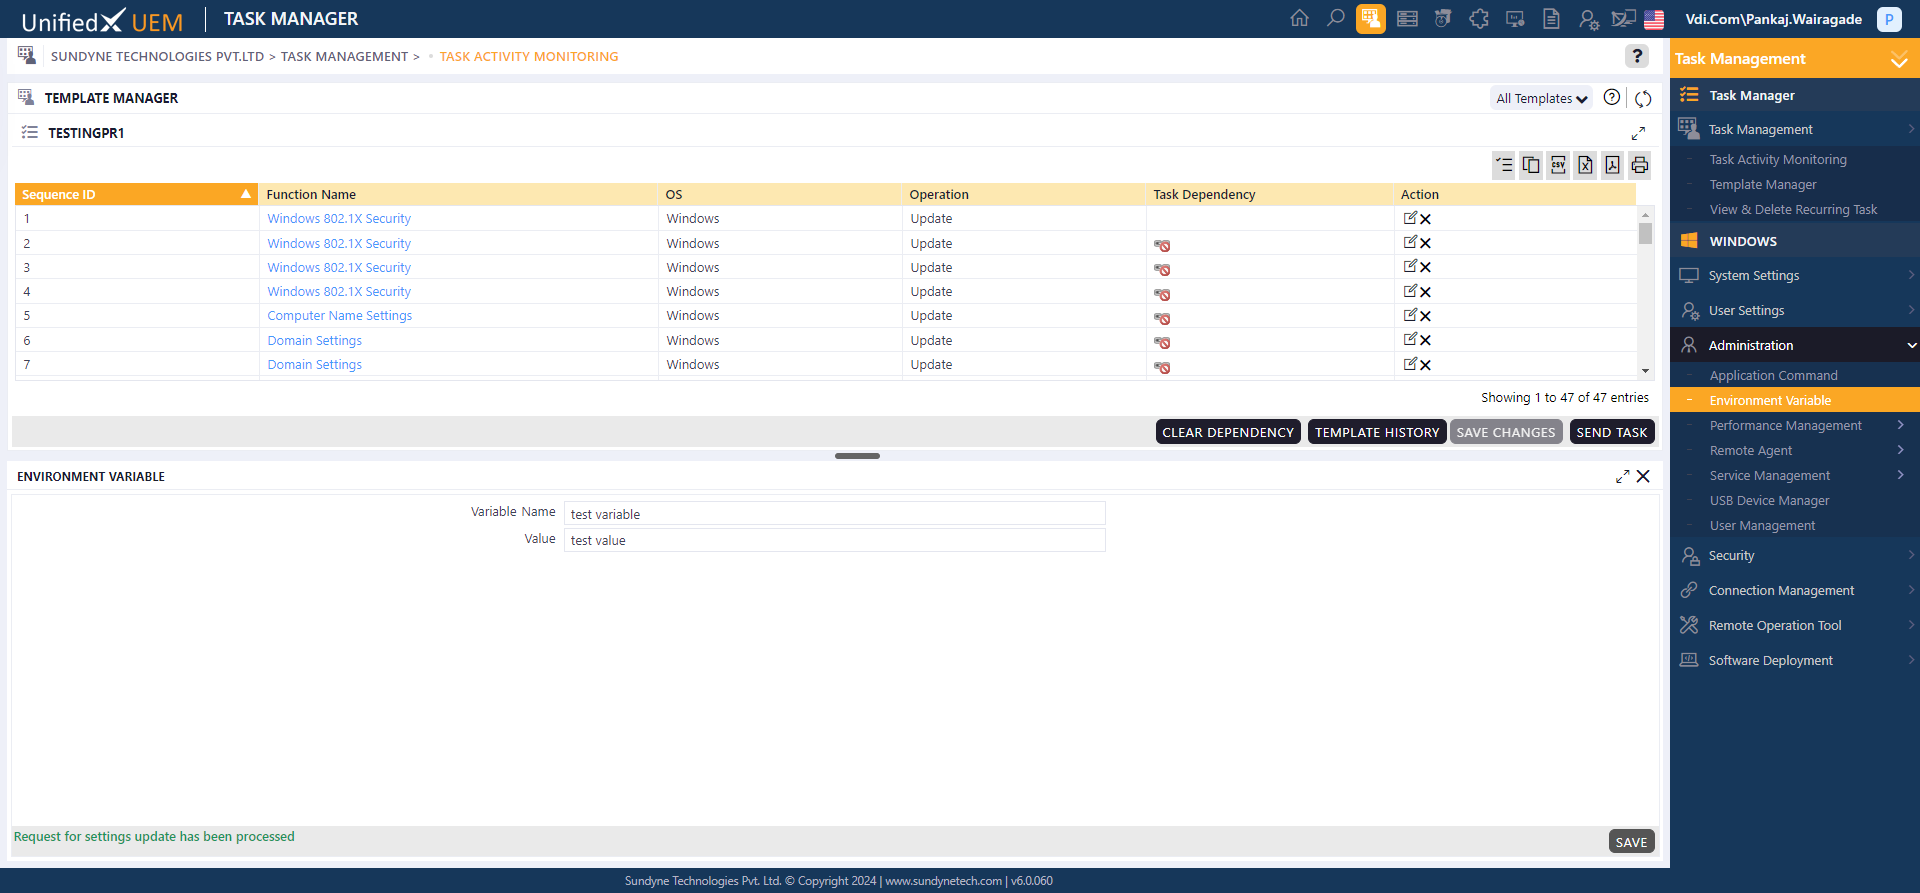 UnifiedX UEM
TASK MANAGER
Vdi.Com\Pankaj.Wairagade
P
SUNDYNE TECHNOLOGIES PVT.LTD > TASK MANAGEMENT > • TASK ACTIVITY MONITORING
?
TEMPLATE MANAGER
All Templates
?
TESTINGPR1
CSV
Sequence ID Function Name OS Operation Task Dependency Action
1 Windows 802.1X Security Windows Update
2 Windows 802.1X Security Windows Update
3 Windows 802.1X Security Windows Update
4 Windows 802.1X Security Windows Update
5 Computer Name Settings Windows Update
6 Domain Settings Windows Update
7 Domain Settings Windows Update
Showing 1 to 47 of 47 entries
CLEAR DEPENDENCY TEMPLATE HISTORY SAVE CHANGES SEND TASK
ENVIRONMENT VARIABLE
Variable Name test variable
Value test value
Request for settings update has been processed
SAVE
Task Management
Task Manager
Task Management
Task Activity Monitoring
Template Manager
View & Delete Recurring Task
WINDOWS
System Settings
User Settings
Administration
Application Command
Environment Variable
Performance Management
Remote Agent
Service Management
USB Device Manager
User Management
Security
Connection Management
Remote Operation Tool
Software Deployment
Sundyne Technologies Pvt. Ltd. © Copyright 2024 | www.sundynetech.com | v6.0.060